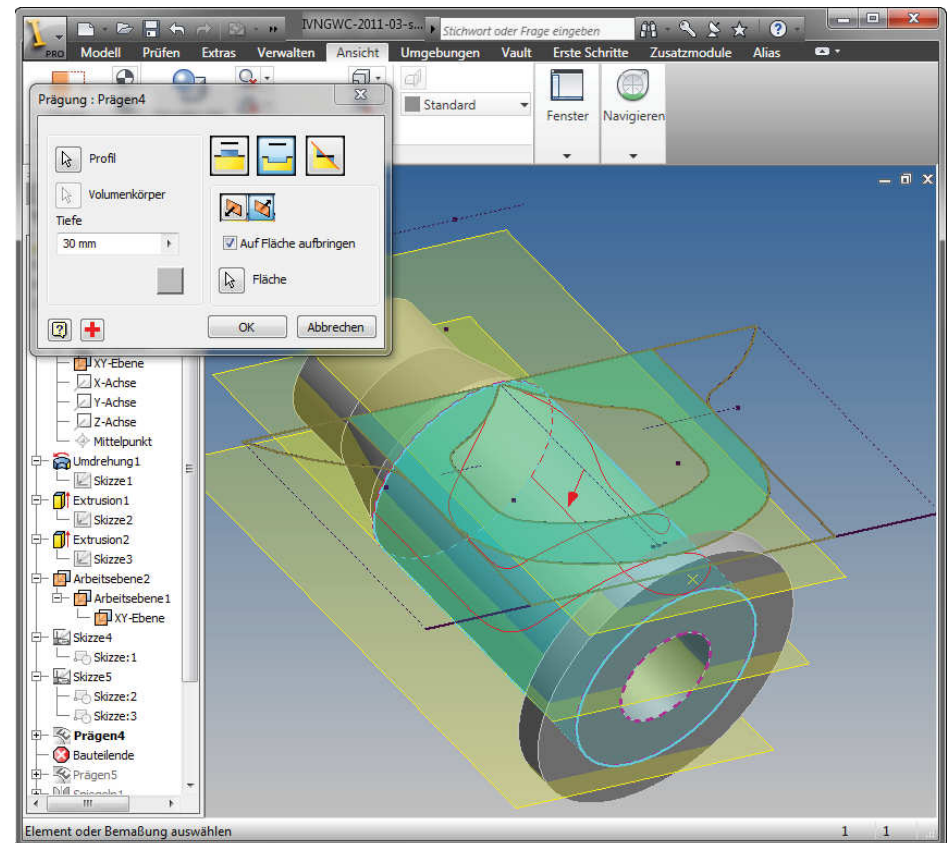 IVNGWC-2011-03-s...
Stichwort oder Frage eingeben
PRO
Modell Prüfen Extras Verwalten Ansicht Umgebungen Vault Erste Schritte Zusatzmodule Alias
Standard
Fenster
Navigieren
Prägung : Prägen4
Profil
Volumenkörper
Tiefe
30 mm
Auf Fläche aufbringen
Fläche
OK
Abbrechen
XY-Ebene
X-Achse
Y-Achse
Z-Achse
Mittelpunkt
Umdrehung1
Skizze1
Extrusion1
Skizze2
Extrusion2
Skizze3
Arbeitsebene2
Arbeitsebene1
XY-Ebene
Skizze4
Skizze:1
Skizze5
Skizze:2
Skizze:3
Prägen4
Bauteilende
Prägen5
Element oder Bemaßung auswählen
1 1